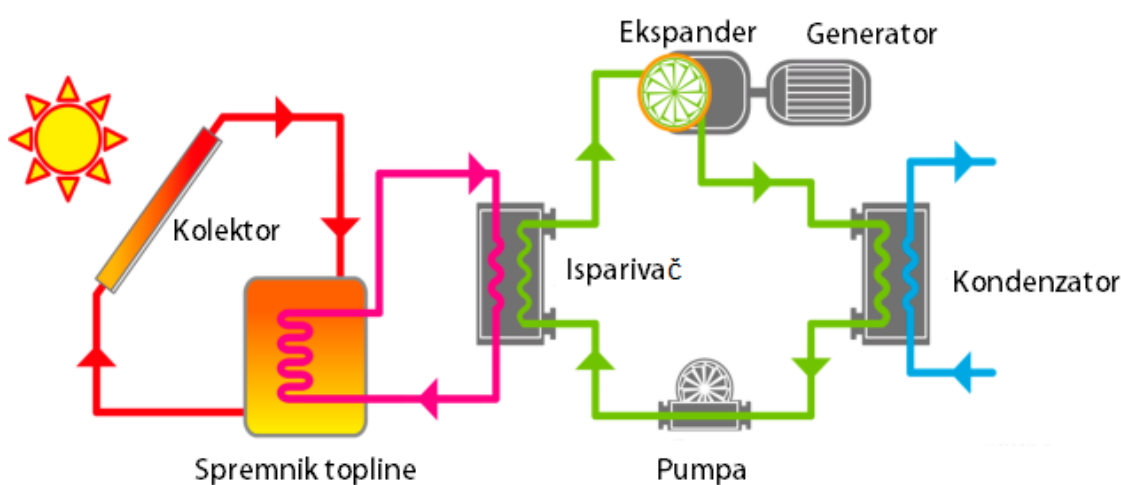 Ekspander
Generator
Kolektor
Isparivač
Kondenzator
Spremnik topline
Pumpa